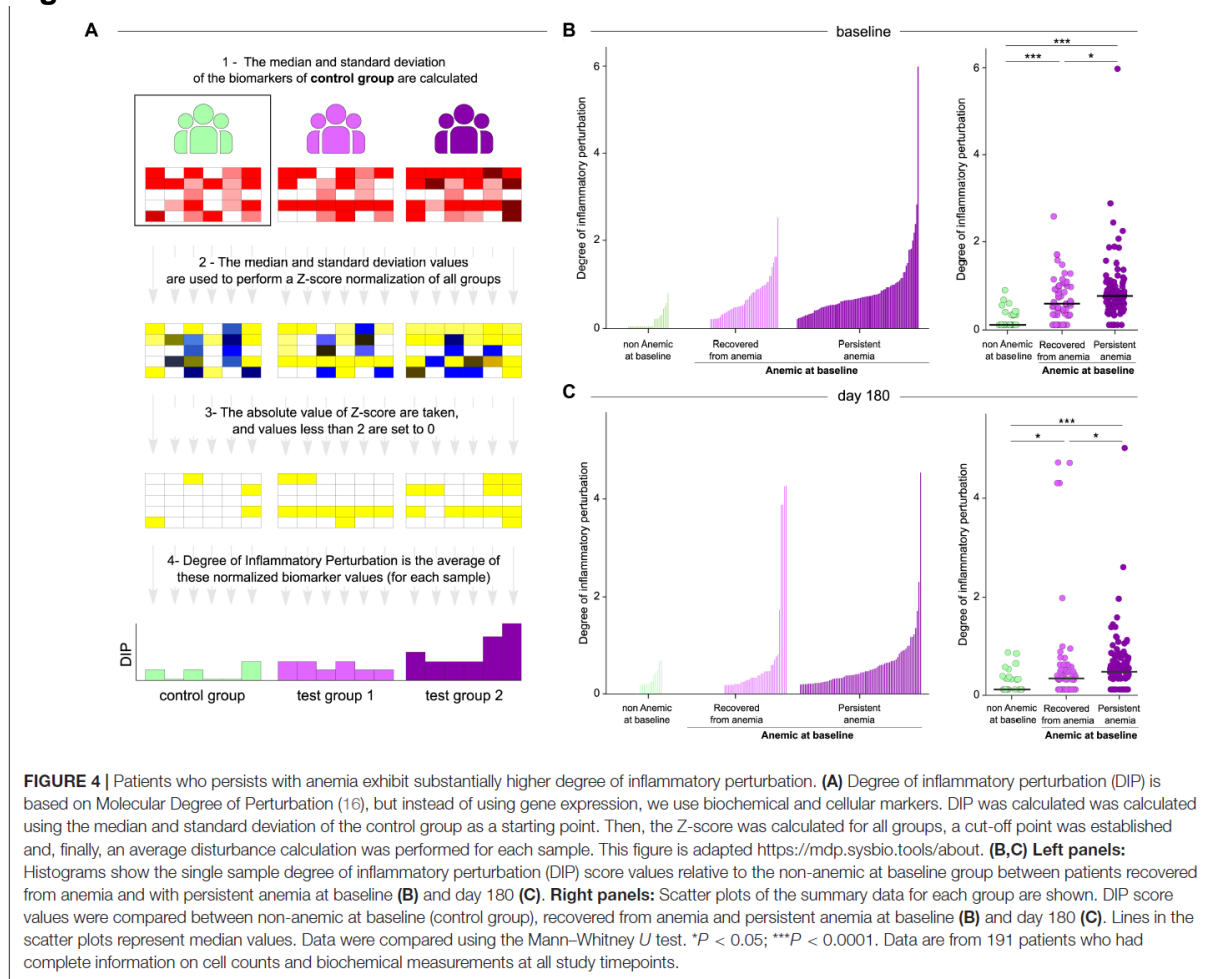 A
1 - The median and standard deviation
of the biomarkers of control group are calculated
2 - The median and standard deviation values
are used to perform a Z-score normalization of all groups
3- The absolute value of Z-score are taken,
and values less than 2 are set to 0
4- Degree of Inflammatory Perturbation is the average of
these normalized biomarker values (for each sample)
DIP
control group
test group 1
test group 2
B
baseline
Degree of inflammatory perturbation
6
4
2
0
non Anemic
at baseline
Recovered
from anemia
Persistent
anemia
Anemic at baseline
Degree of inflammatory perturbation
6
4
2
0
***
***
*
non Anemic
at baseline
Recovered
from anemia
Persistent
anemia
Anemic at baseline
C
day 180
Degree of inflammatory perturbation
4
2
0
non Anemic
at baseline
Recovered
from anemia
Persistent
anemia
Anemic at baseline
Degree of inflammatory perturbation
4
2
0
***
*
*
non Anemic
at baseline
Recovered
from anemia
Persistent
anemia
Anemic at baseline
FIGURE 4 | Patients who persists with anemia exhibit substantially higher degree of inflammatory perturbation. (A) Degree of inflammatory perturbation (DIP) is
based on Molecular Degree of Perturbation (16), but instead of using gene expression, we use biochemical and cellular markers. DIP was calculated was calculated
using the median and standard deviation of the control group as a starting point. Then, the Z-score was calculated for all groups, a cut-off point was established
and, finally, an average disturbance calculation was performed for each sample. This figure is adapted https://mdp.sysbio.tools/about. (B,C) Left panels:
Histograms show the single sample degree of inflammatory perturbation (DIP) score values relative to the non-anemic at baseline group between patients recovered
from anemia and with persistent anemia at baseline (B) and day 180 (C). Right panels: Scatter plots of the summary data for each group are shown. DIP score
values were compared between non-anemic at baseline (control group), recovered from anemia and persistent anemia at baseline (B) and day 180 (C). Lines in the
scatter plots represent median values. Data were compared using the Mann–Whitney U test. *P < 0.05; ***P < 0.0001. Data are from 191 patients who had
complete information on cell counts and biochemical measurements at all study timepoints.